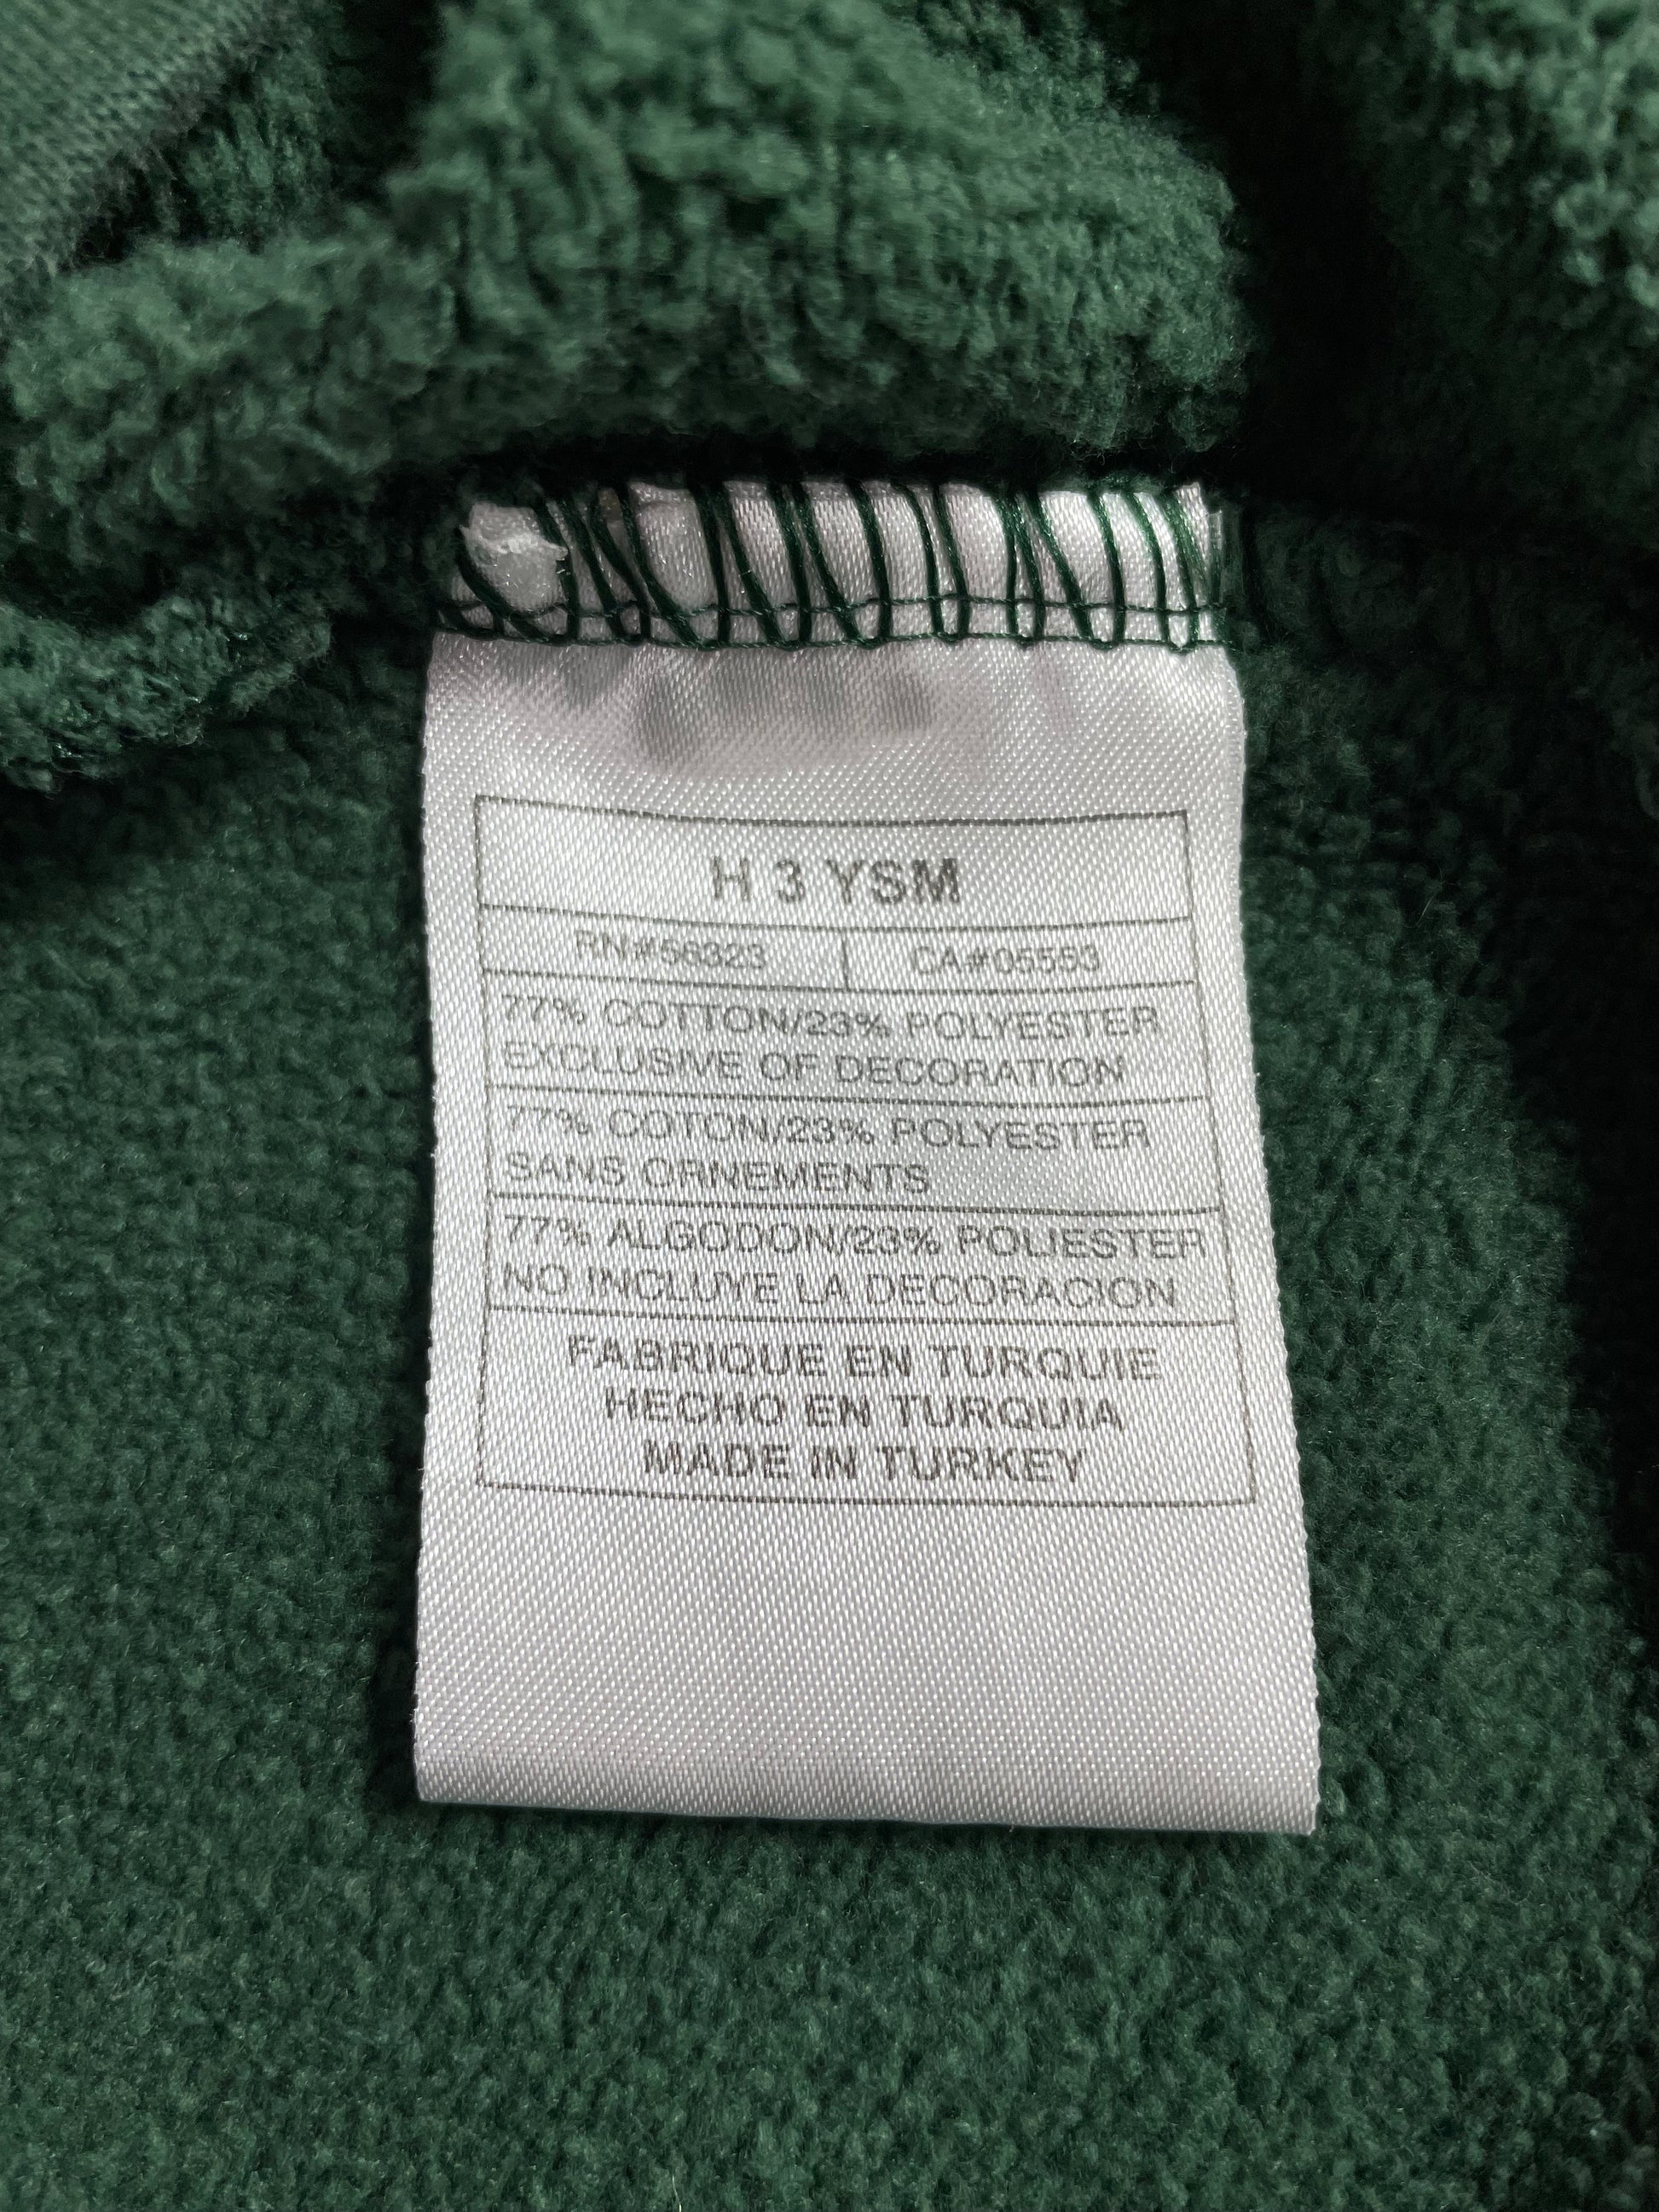 H 3 YSM
RN#56323 CA#05553
77% COTTON/23% POLYESTER
EXCLUSIVE OF DECORATION
77% COTON/23% POLYESTER
SANS ORNEMENTS
77% ALGODON/23% POLIESTER
NO INCLUYE LA DECORACION
FABRIQUE EN TURQUIE
HECHO EN TURQUIA
MADE IN TURKEY